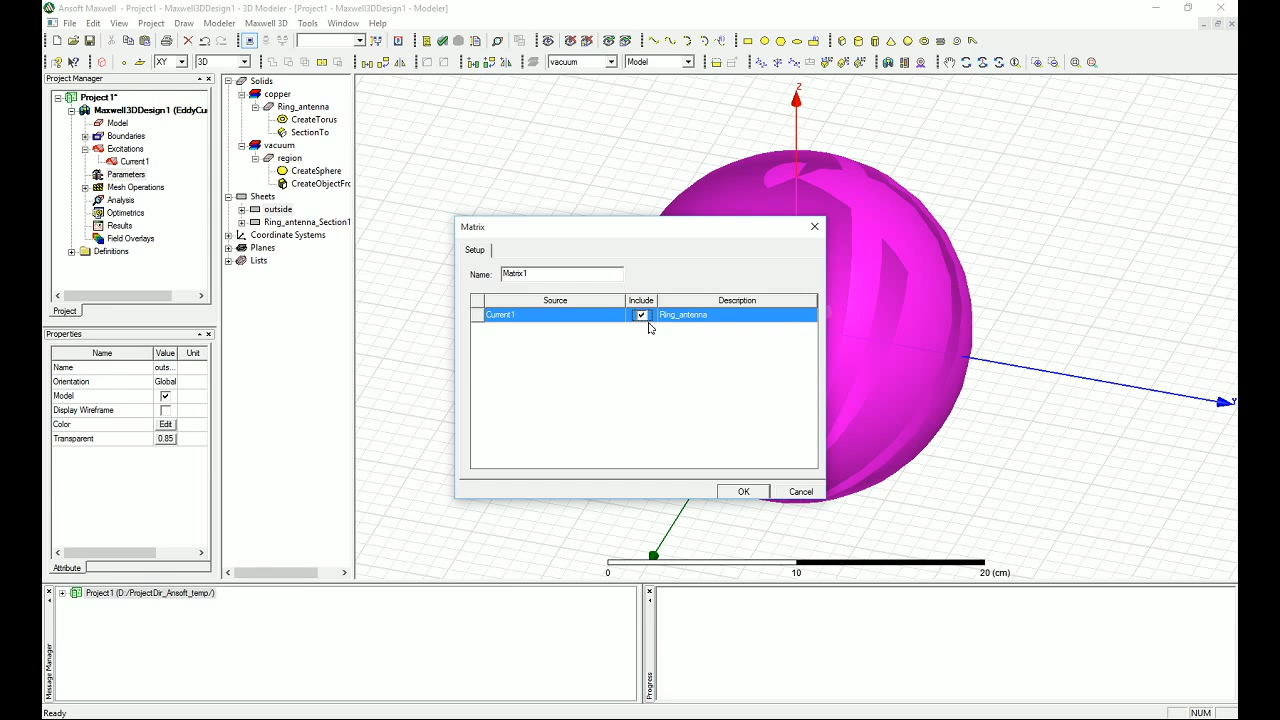 Ansoft Maxwell - Project1 - Maxwell3DDesign1 - 3D Modeler - [Project1 - Maxwell3DDesign1 - Modeler]
File Edit View Project Draw Modeler Maxwell 3D Tools Window Help
XY 3D vacuum Model
Project Manager
Project1*
Maxwell3DDesign1 (EddyCur
Model
Boundaries
Excitations
Current1
Parameters
Mesh Operations
Analysis
Optimetrics
Results
Field Overlays
Definitions
Project
Properties
Name Value Unit
Name outs...
Orientation Global
Model
Display Wireframe
Color Edit
Transparent 0.85
Attribute
Solids
copper
Ring_antenna
CreateTorus
SectionTo
vacuum
region
CreateSphere
CreateObjectFrc
Sheets
outside
Ring_antenna_Section1
Coordinate Systems
Planes
Lists
Z
Matrix
Setup
Name: Matrix1
Source Include Description
Current1 Ring_antenna
OK Cancel
Y
0 10 20 (cm)
Message Manager
Project1 (D:/ProjectDir_Ansoft_temp/)
Progress
Ready
NUM